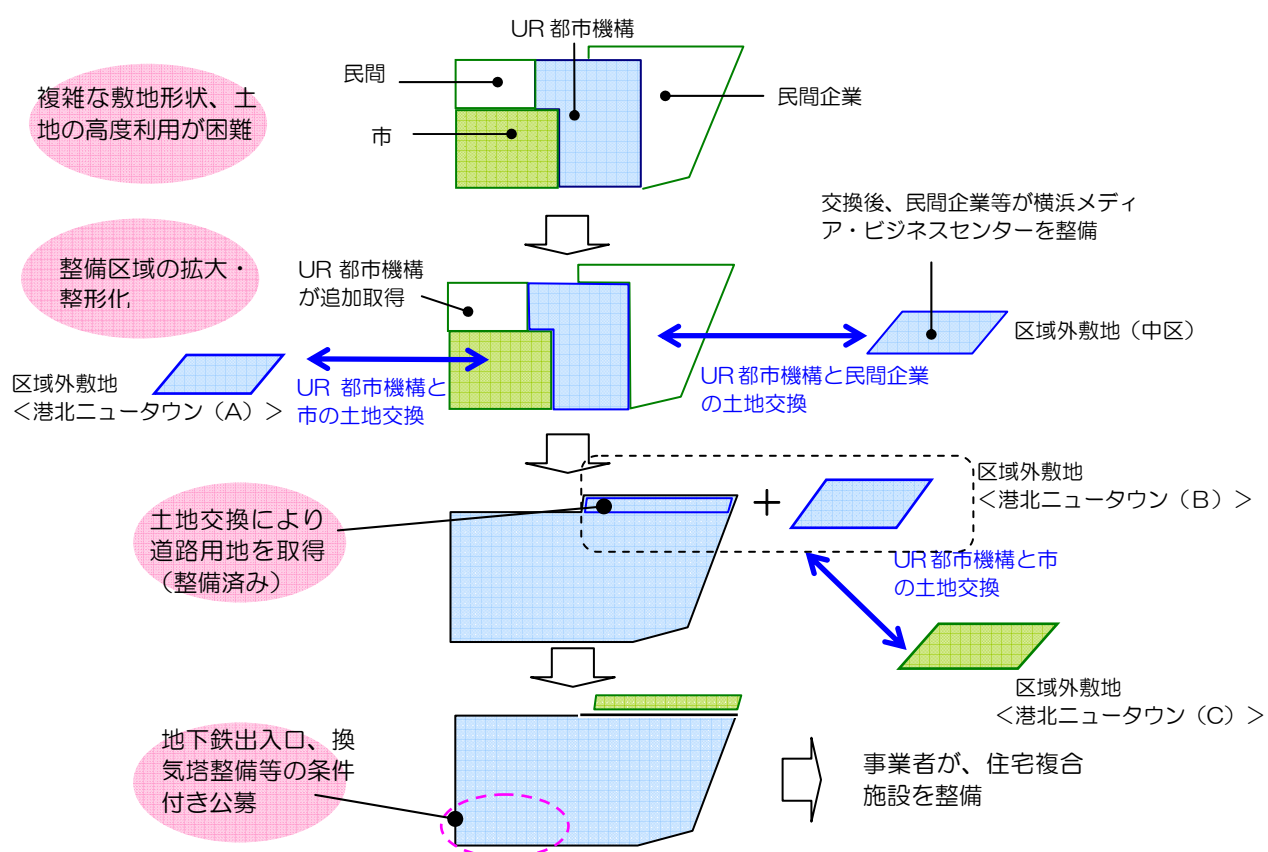 UR 都市機構
民間
民間企業
市
複雑な敷地形状、土
地の高度利用が困難
交換後、民間企業等が横浜メディ
ア・ビジネスセンターを整備
整備区域の拡大・
整形化
UR 都市機構
が追加取得
区域外敷地（中区）
区域外敷地
＜港北ニュータウン（A）＞
UR 都市機構と
市の土地交換
UR都市機構と民間企業
の土地交換
土地交換により
道路用地を取得
（整備済み）
＋
区域外敷地
＜港北ニュータウン（B）＞
UR都市機構と市
の土地交換
区域外敷地
＜港北ニュータウン（C）＞
地下鉄出入口、換
気塔整備等の条件
付き公募
事業者が、住宅複合
施設を整備